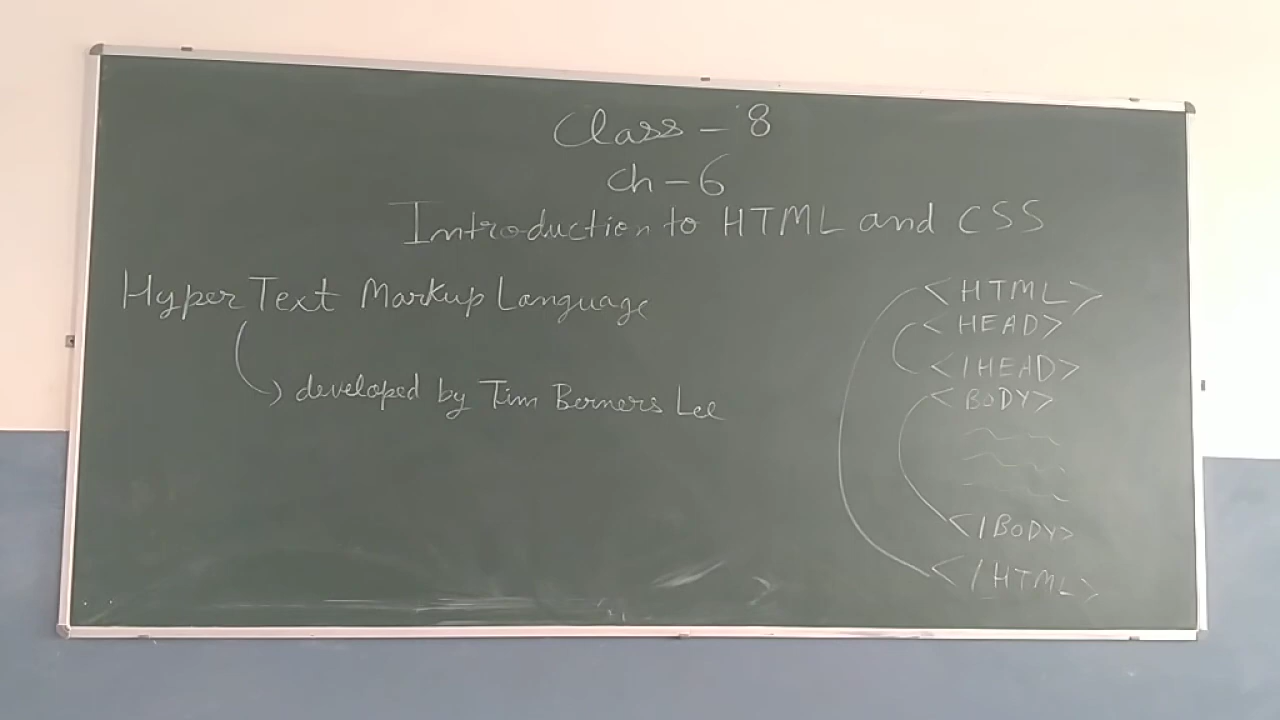 Class - 8
Ch - 6
Introduction to HTML and CSS
Hyper Text Markup Language
developed by Tim Berners Lee
<HTML>
<HEAD>
</HEAD>
<BODY>
</BODY>
</HTML>